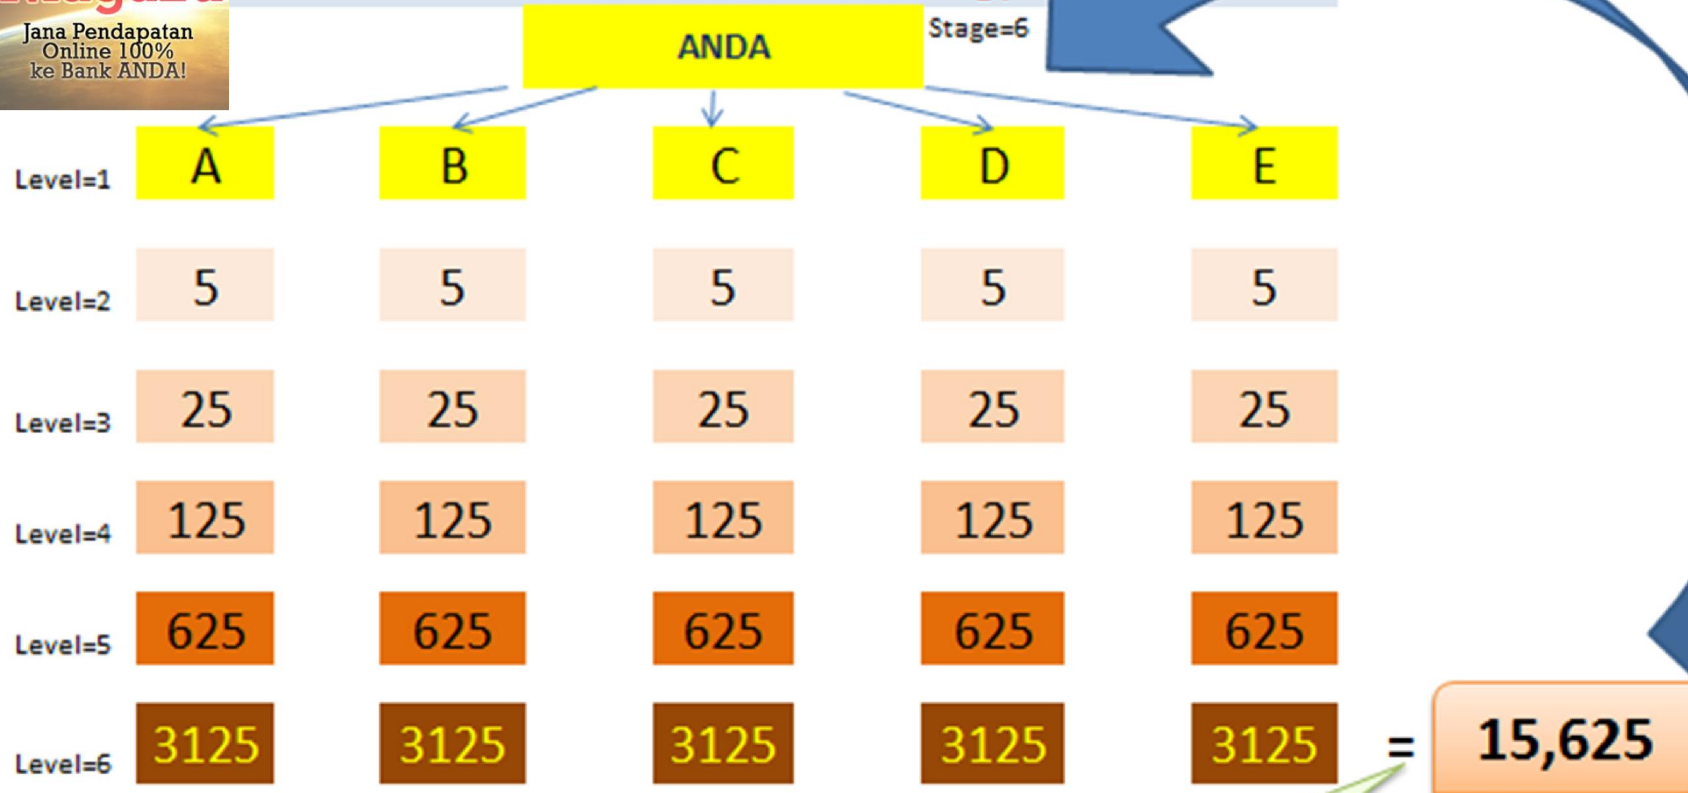 Jana Pendapatan
Online 100%
ke Bank ANDA!
ANDA
Stage=6
Level=1 A B C D E
Level=2 5 5 5 5 5
Level=3 25 25 25 25 25
Level=4 125 125 125 125 125
Level=5 625 625 625 625 625
Level=6 3125 3125 3125 3125 3125 = 15,625